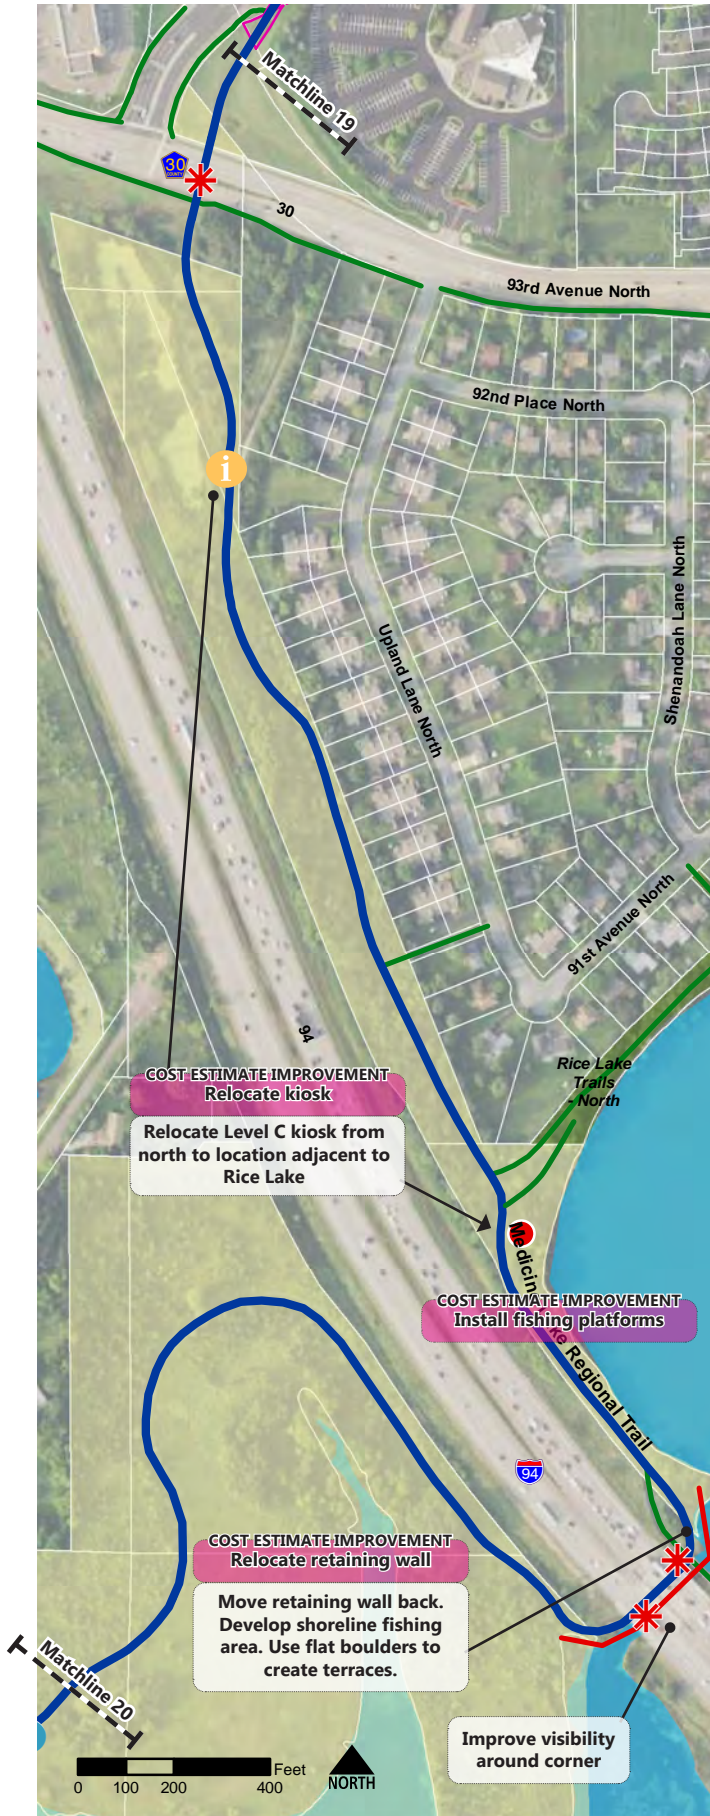 Matchline 19
30
COUNTY
30
93rd Avenue North
92nd Place North
i
Shenandoah Lane North
Upland Lane North
91st Avenue North
94
Rice Lake
Trails
- North
COST ESTIMATE IMPROVEMENT
Relocate kiosk
Relocate Level C kiosk from
north to location adjacent to
Rice Lake
COST ESTIMATE IMPROVEMENT
Install fishing platforms
Regional Trail
94
COST ESTIMATE IMPROVEMENT
Relocate retaining wall
Move retaining wall back.
Develop shoreline fishing
area. Use flat boulders to
create terraces.
Matchline 20
Improve visibility
around corner
Feet
0 100 200 400
NORTH